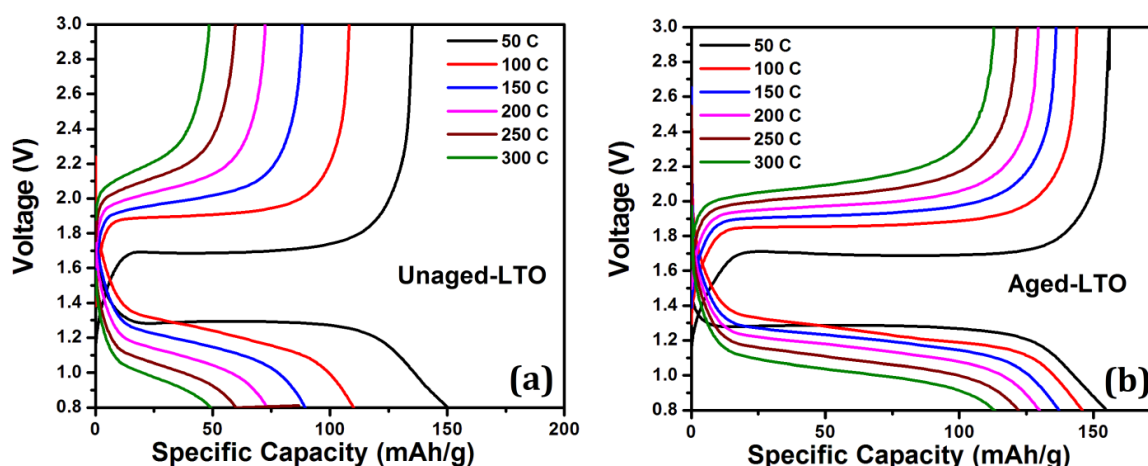 3.0
2.8
2.6
2.4
2.2
2.0
1.8
1.6
1.4
1.2
1.0
0.8
Voltage (V)
50 C
100 C
150 C
200 C
250 C
300 C
Unaged-LTO
(a)
0 50 100 150 200
Specific Capacity (mAh/g)
3.0
2.8
2.6
2.4
2.2
2.0
1.8
1.6
1.4
1.2
1.0
0.8
Voltage (V)
50 C
100 C
150 C
200 C
250 C
300 C
Aged-LTO
(b)
0 50 100 150
Specific Capacity (mAh/g)